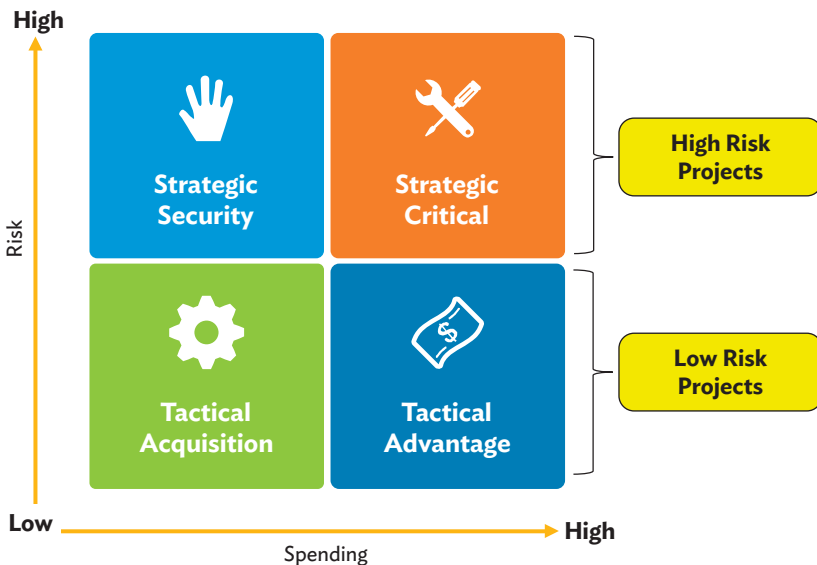 High
Risk
Strategic
Security
Strategic
Critical
High Risk
Projects
Tactical
Acquisition
$
Tactical
Advantage
Low Risk
Projects
Low
High
Spending